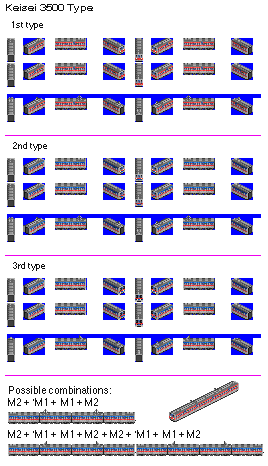 Keisei 3500 Type
1st type
2nd type
3rd type
Possible combinations:
M2 + 'M1 + M1 + M2
M2 + 'M1 + M1 + M2 + M2 + 'M1 + M1 + M2